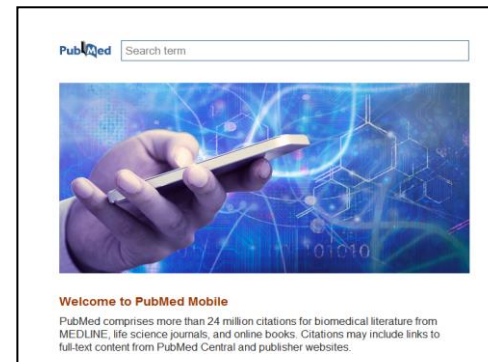 PubMed
Search term
01010
Welcome to PubMed Mobile
PubMed comprises more than 24 million citations for biomedical literature from
MEDLINE, life science journals, and online books. Citations may include links to
full-text content from PubMed Central and publisher websites.